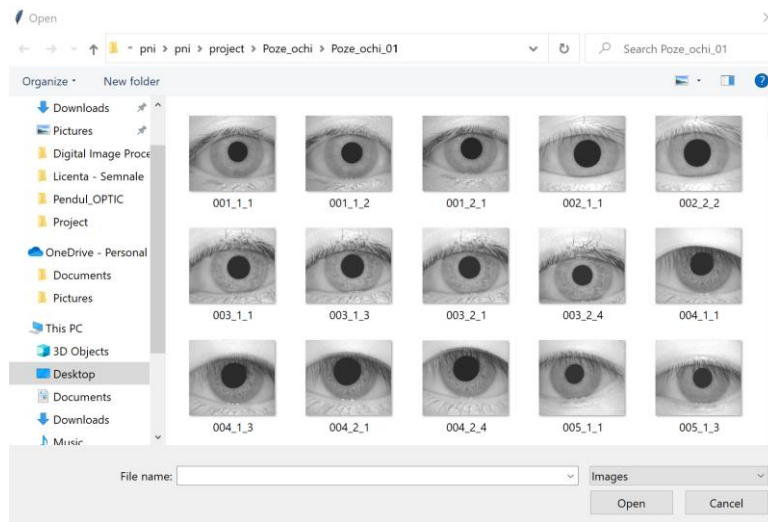 Open
pni › pni › project › Poze_ochi › Poze_ochi_01
Search Poze_ochi_01
Organize
New folder
?
Downloads
Pictures
Digital Image Proce
Licenta - Semnale
Pendul_OPTIC
Project
OneDrive - Personal
Documents
Pictures
This PC
3D Objects
Desktop
Documents
Downloads
Music
001_1_1
001_1_2
001_2_1
002_1_1
002_2_2
003_1_1
003_1_3
003_2_1
003_2_4
004_1_1
004_1_3
004_2_1
004_2_4
005_1_1
005_1_3
File name:
Images
Open
Cancel